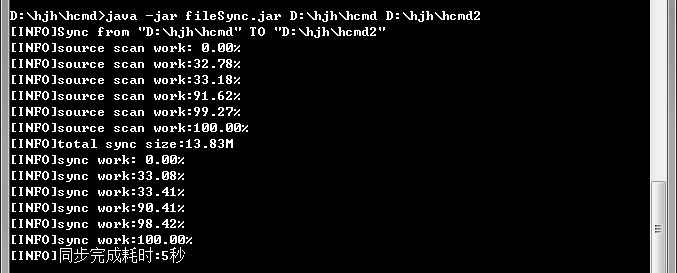 D:\hjh\hcmd>java -jar fileSync.jar D:\hjh\hcmd D:\hjh\hcmd2
[INFO]Sync from "D:\hjh\hcmd" TO "D:\hjh\hcmd2"
[INFO]source scan work: 0.00%
[INFO]source scan work:32.78%
[INFO]source scan work:33.18%
[INFO]source scan work:91.62%
[INFO]source scan work:99.27%
[INFO]source scan work:100.00%
[INFO]total sync size:13.83M
[INFO]sync work: 0.00%
[INFO]sync work:33.08%
[INFO]sync work:33.41%
[INFO]sync work:90.41%
[INFO]sync work:98.42%
[INFO]sync work:100.00%
[INFO]同步完成耗时:5秒